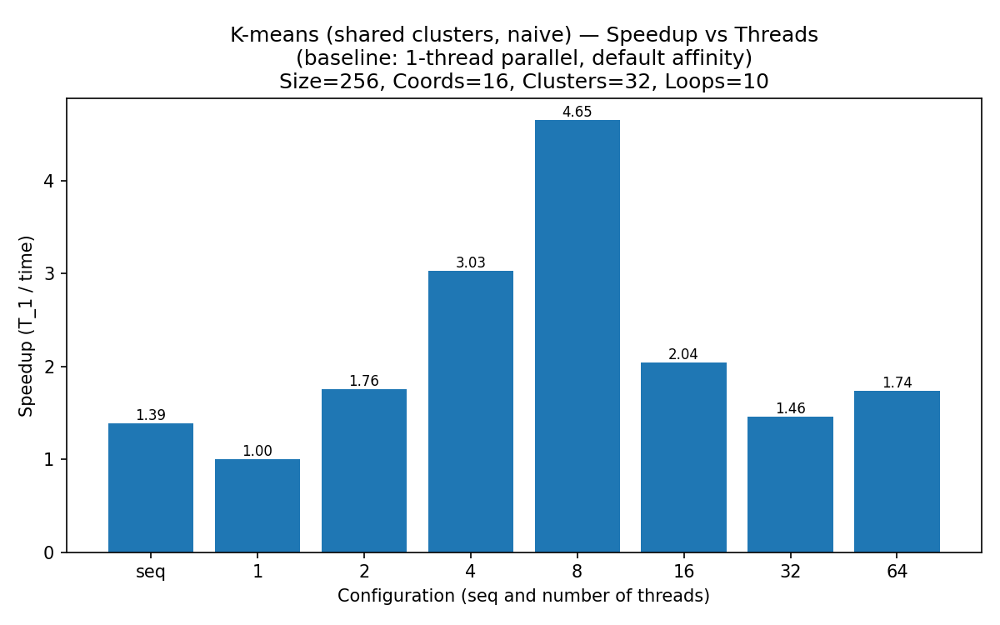 K-means (shared clusters, naive) — Speedup vs Threads
(baseline: 1-thread parallel, default affinity)
Size=256, Coords=16, Clusters=32, Loops=10
Speedup (T_1 / time)
4
3
2
1
0
1.39
1.00
1.76
3.03
4.65
2.04
1.46
1.74
seq 1 2 4 8 16 32 64
Configuration (seq and number of threads)